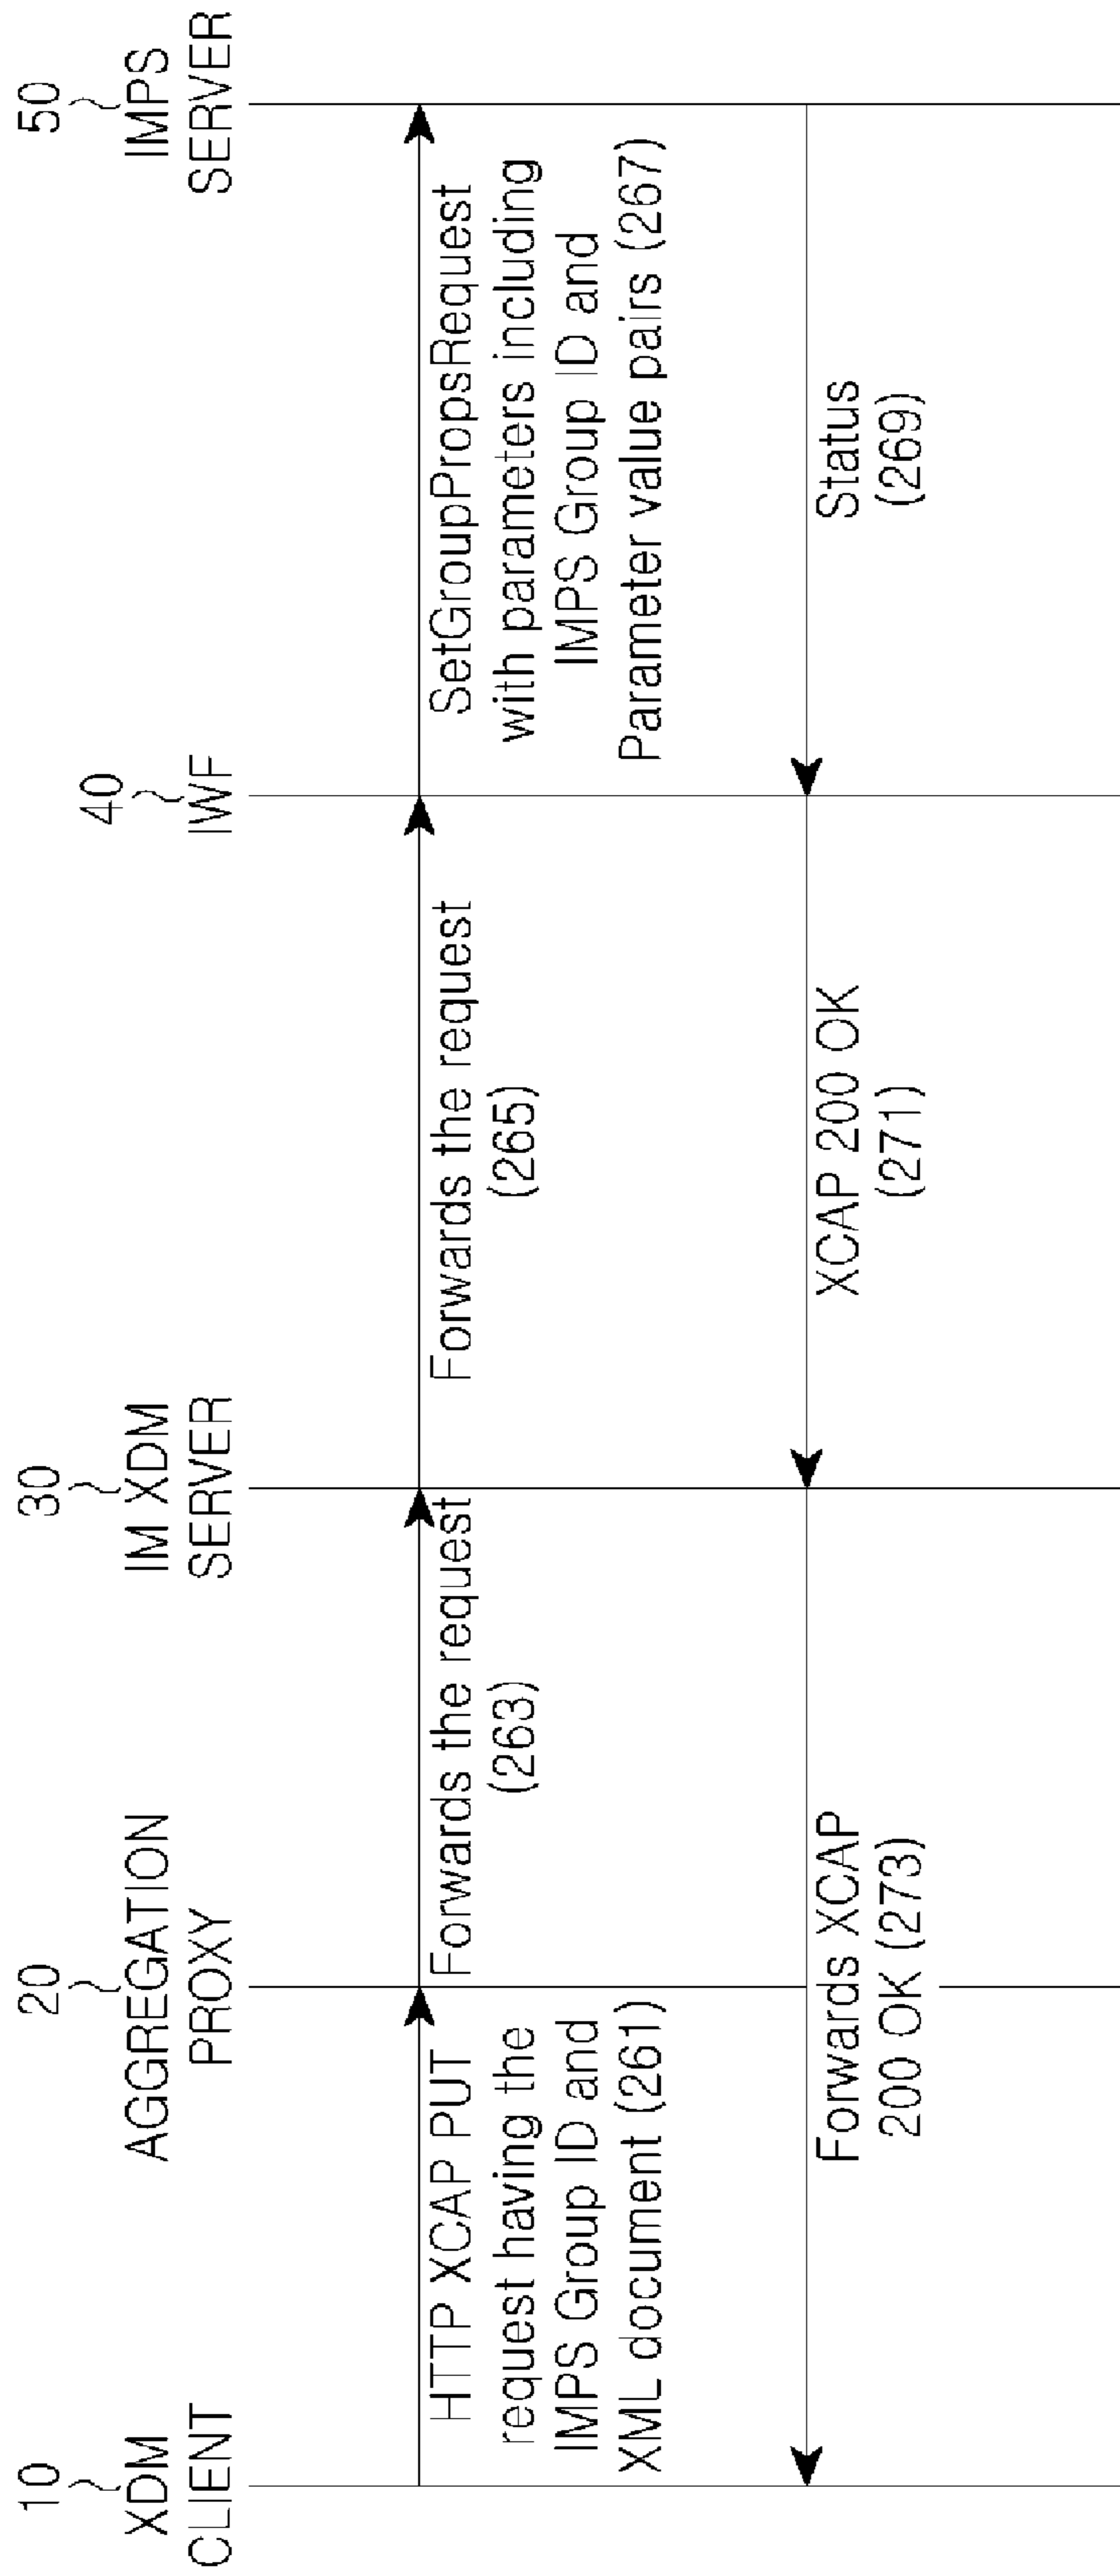 10
XDM
CLIENT
20
AGGREGATION
PROXY
30
IM XDM
SERVER
40
IWF
50
IMPS
SERVER
HTTP XCAP PUT
request having the
IMPS Group ID and
XML document (261)
Forwards the request
(263)
Forwards the request
(265)
SetGroupPropsRequest
with parameters including
IMPS Group ID and
Parameter value pairs (267)
Status
(269)
XCAP 200 OK
(271)
Forwards XCAP
200 OK (273)